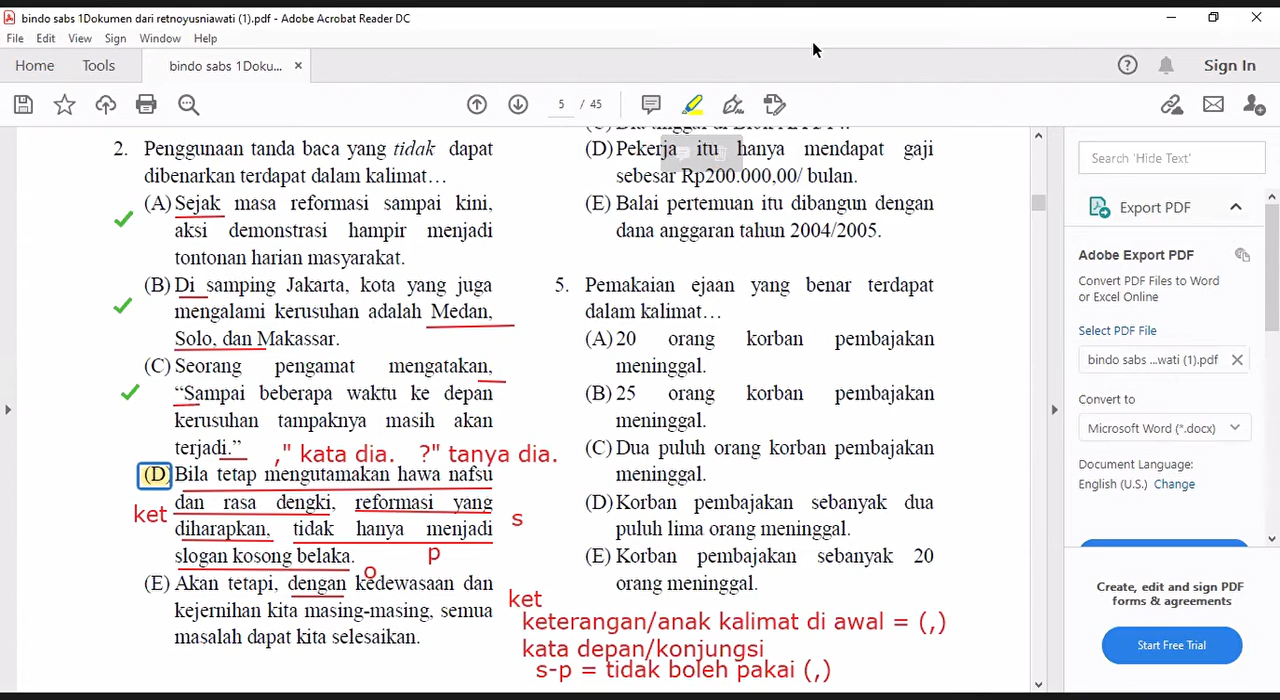 bindo sabs 1Dokumen dari retnoyusniawati (1).pdf - Adobe Acrobat Reader DC
File Edit View Sign Window Help
Home Tools bindo sabs 1Doku... × Sign In
5 / 45
2. Penggunaan tanda baca yang tidak dapat
dibenarkan terdapat dalam kalimat…
(A) Sejak masa reformasi sampai kini,
aksi demonstrasi hampir menjadi
tontonan harian masyarakat.
(B) Di samping Jakarta, kota yang juga
mengalami kerusuhan adalah Medan,
Solo, dan Makassar.
(C) Seorang pengamat mengatakan,
“Sampai beberapa waktu ke depan
kerusuhan tampaknya masih akan
terjadi.” ," kata dia. ?" tanya dia.
(D) Bila tetap mengutamakan hawa nafsu
dan rasa dengki, reformasi yang
ket
diharapkan, tidak hanya menjadi
s
slogan kosong belaka.
p
o
(E) Akan tetapi, dengan kedewasaan dan
kejernihan kita masing-masing, semua
masalah dapat kita selesaikan.
ket
keterangan/anak kalimat di awal = (,)
kata depan/konjungsi
s-p = tidak boleh pakai (,)
(D) Pekerja itu hanya mendapat gaji
sebesar Rp200.000,00/ bulan.
(E) Balai pertemuan itu dibangun dengan
dana anggaran tahun 2004/2005.
5. Pemakaian ejaan yang benar terdapat
dalam kalimat…
(A) 20 orang korban pembajakan
meninggal.
(B) 25 orang korban pembajakan
meninggal.
(C) Dua puluh orang korban pembajakan
meninggal.
(D) Korban pembajakan sebanyak dua
puluh lima orang meninggal.
(E) Korban pembajakan sebanyak 20
orang meninggal.
Search 'Hide Text'
Export PDF
Adobe Export PDF
Convert PDF Files to Word
or Excel Online
Select PDF File
bindo sabs ...wati (1).pdf
Convert to
Microsoft Word (*.docx)
Document Language:
English (U.S.) Change
Create, edit and sign PDF
forms & agreements
Start Free Trial